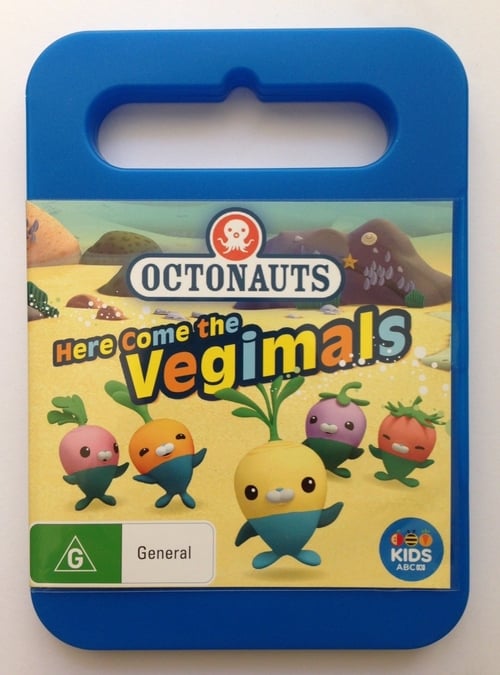 OCTONAUTS
Here come the
Vegimals
G
General
KIDS
ABC